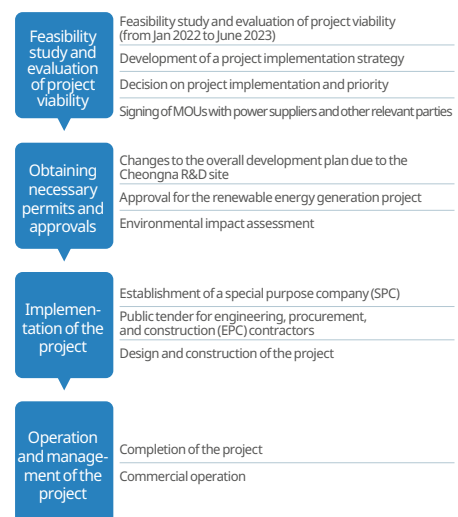 Feasibility
study and
evaluation
of project
viability
Feasibility study and evaluation of project viability
(from Jan 2022 to June 2023)
Development of a project implementation strategy
Decision on project implementation and priority
Signing of MOUs with power suppliers and other relevant parties
Obtaining
necessary
permits and
approvals
Changes to the overall development plan due to the
Cheongna R&D site
Approval for the renewable energy generation project
Environmental impact assessment
Implemen-
tation of the
project
Establishment of a special purpose company (SPC)
Public tender for engineering, procurement,
and construction (EPC) contractors
Design and construction of the project
Operation
and manage-
ment of the
project
Completion of the project
Commercial operation